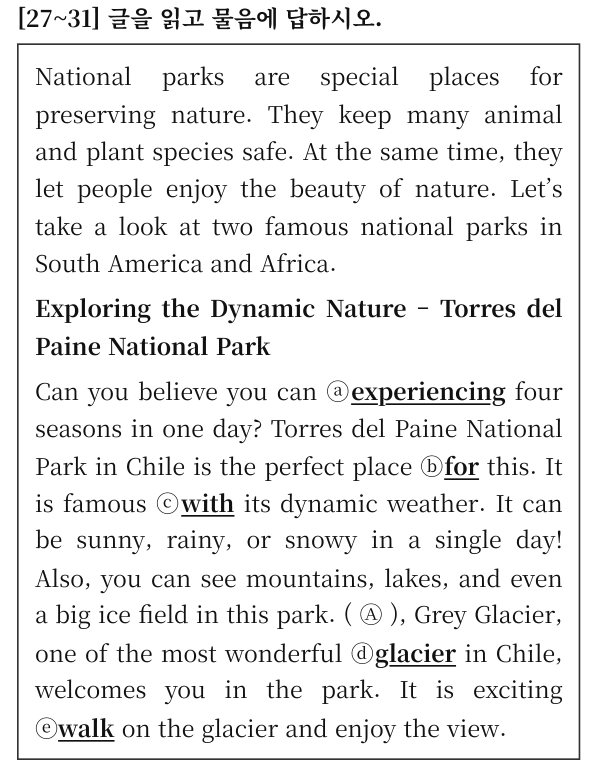 [27~31] 글을 읽고 물음에 답하시오.
National parks are special places for
preserving nature. They keep many animal
and plant species safe. At the same time, they
let people enjoy the beauty of nature. Let’s
take a look at two famous national parks in
South America and Africa.
Exploring the Dynamic Nature – Torres del
Paine National Park
Can you believe you can ⓐexperiencing four
seasons in one day? Torres del Paine National
Park in Chile is the perfect place ⓑfor this. It
is famous ⓒwith its dynamic weather. It can
be sunny, rainy, or snowy in a single day!
Also, you can see mountains, lakes, and even
a big ice field in this park. ( Ⓐ ), Grey Glacier,
one of the most wonderful ⓓglacier in Chile,
welcomes you in the park. It is exciting
ⓔwalk on the glacier and enjoy the view.